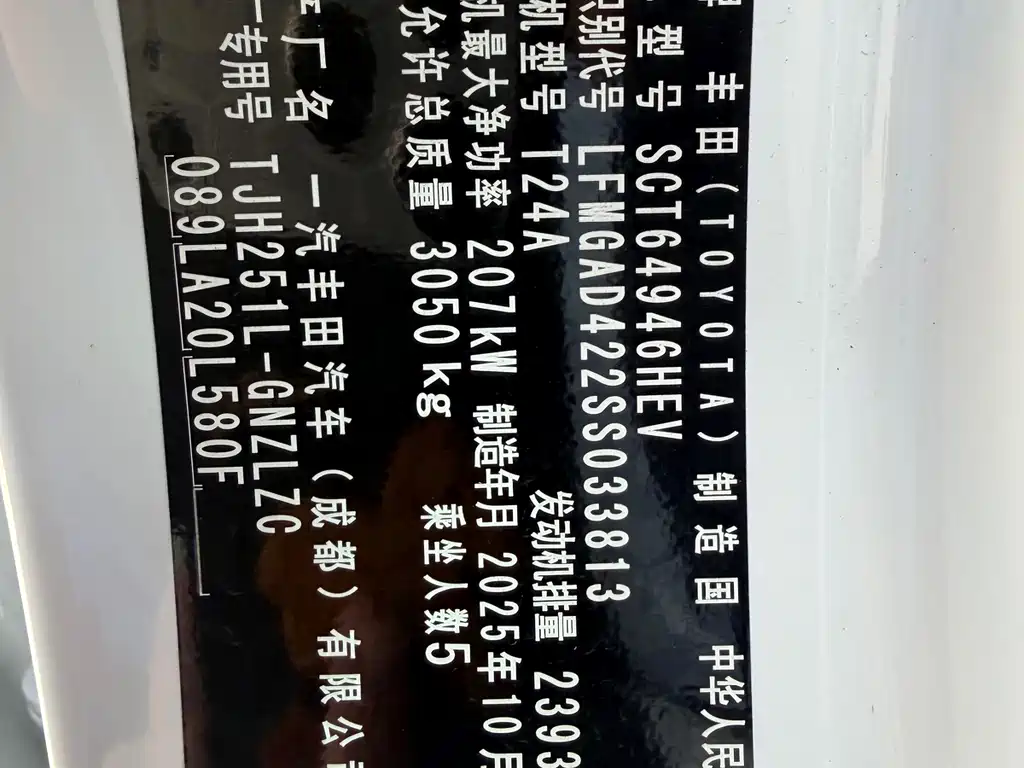 牌 丰田(TOYOTA) 制造国 中华人民
型号 SCT6494 6HEV
识别代号 LFMGAD422SS033813
机型号 T24A 发动机排量 2393
机最大净功率 207kW 制造年月 2025年10月
允许总质量 3050kg 乘坐人数5
厂名 一汽丰田汽车(成都)有限公司
专用号 TJH251L-GNZLZC
089LA20L580F